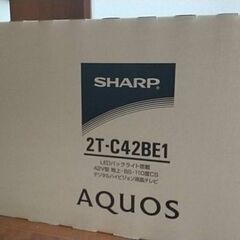 SHARP
2T-C42BE1
LEDバックライト搭載
42V型 地上・BS・110度CS
デジタルハイビジョン液晶テレビ
AQUOS